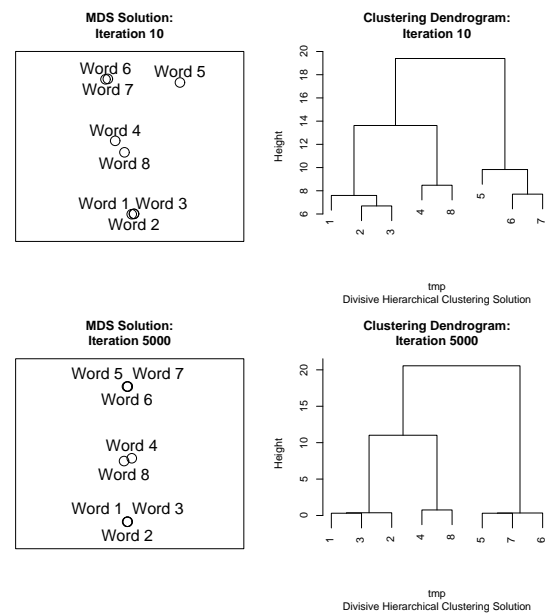 MDS Solution:
Iteration 10
Word 6
Word 5
Word 7
Word 4
Word 8
Word 1 Word 3
Word 2
Clustering Dendrogram:
Iteration 10
Height
20
18
16
14
12
10
8
6
1
2
3
4
8
5
6
7
tmp
Divisive Hierarchical Clustering Solution
MDS Solution:
Iteration 5000
Word 5 Word 7
Word 6
Word 4
Word 8
Word 1 Word 3
Word 2
Clustering Dendrogram:
Iteration 5000
Height
20
15
10
5
0
1
3
2
4
8
5
7
6
tmp
Divisive Hierarchical Clustering Solution